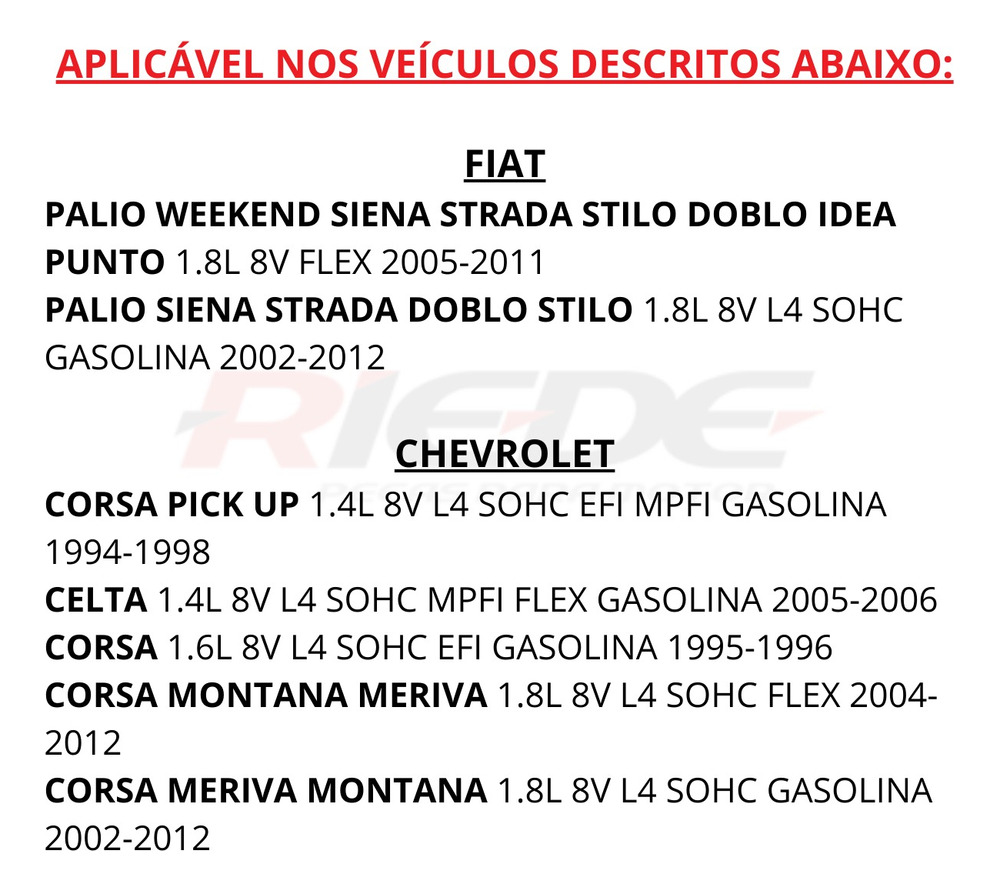 APLICÁVEL NOS VEÍCULOS DESCRITOS ABAIXO:
FIAT
PALIO WEEKEND SIENA STRADA STILO DOBLO IDEA
PUNTO 1.8L 8V FLEX 2005-2011
PALIO SIENA STRADA DOBLO STILO 1.8L 8V L4 SOHC
GASOLINA 2002-2012
RIEDE
CHEVROLET
PEÇAS PARA MOTOR
CORSA PICK UP 1.4L 8V L4 SOHC EFI MPFI GASOLINA
1994-1998
CELTA 1.4L 8V L4 SOHC MPFI FLEX GASOLINA 2005-2006
CORSA 1.6L 8V L4 SOHC EFI GASOLINA 1995-1996
CORSA MONTANA MERIVA 1.8L 8V L4 SOHC FLEX 2004-
2012
CORSA MERIVA MONTANA 1.8L 8V L4 SOHC GASOLINA
2002-2012